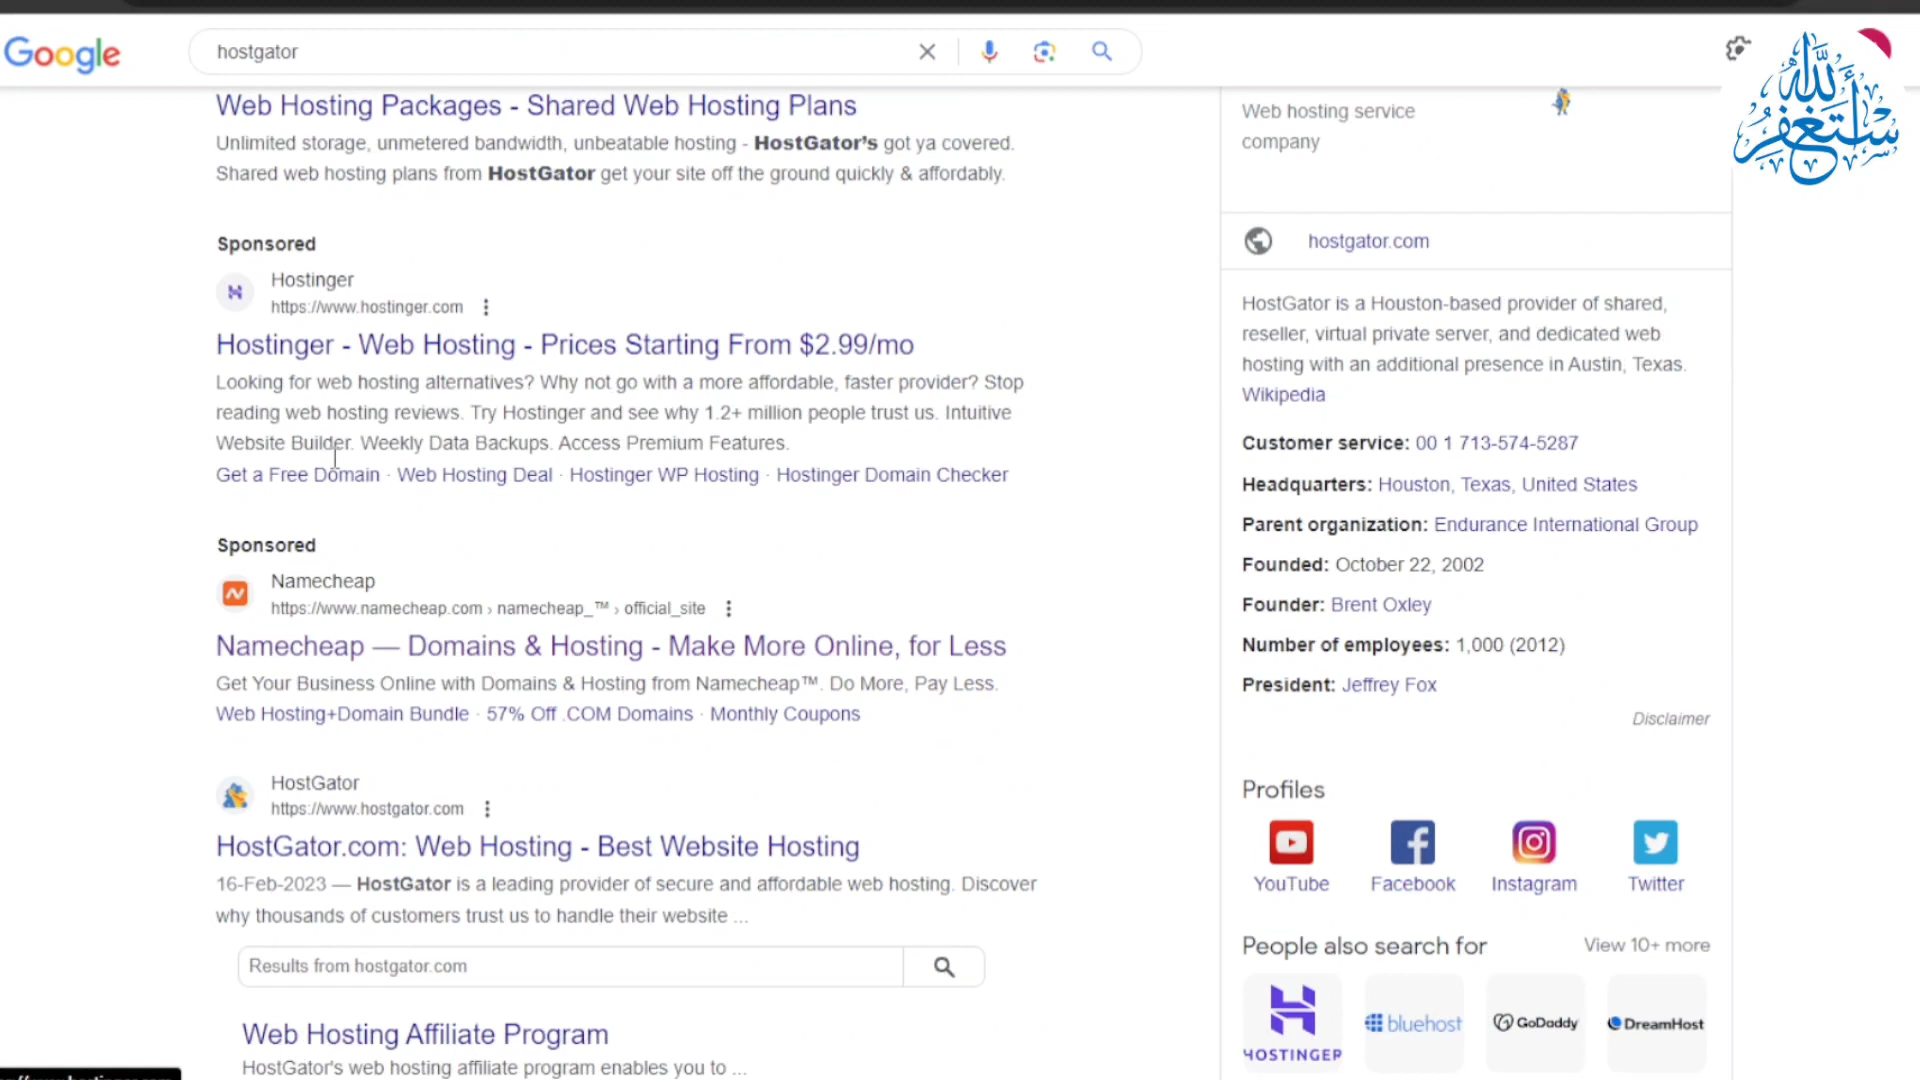 Google
hostgator
Web Hosting Packages - Shared Web Hosting Plans
Unlimited storage, unmetered bandwidth, unbeatable hosting - HostGator's got ya covered.
Shared web hosting plans from HostGator get your site off the ground quickly & affordably.
Sponsored
Hostinger
https://www.hostinger.com
Hostinger - Web Hosting - Prices Starting From $2.99/mo
Looking for web hosting alternatives? Why not go with a more affordable, faster provider? Stop
reading web hosting reviews. Try Hostinger and see why 1.2+ million people trust us. Intuitive
Website Builder. Weekly Data Backups. Access Premium Features.
Get a Free Domain · Web Hosting Deal · Hostinger WP Hosting · Hostinger Domain Checker
Sponsored
Namecheap
https://www.namecheap.com › namecheap_™ › official_site
Namecheap — Domains & Hosting - Make More Online, for Less
Get Your Business Online with Domains & Hosting from Namecheap™. Do More, Pay Less.
Web Hosting+Domain Bundle · 57% Off .COM Domains · Monthly Coupons
HostGator
https://www.hostgator.com
HostGator.com: Web Hosting - Best Website Hosting
16-Feb-2023 — HostGator is a leading provider of secure and affordable web hosting. Discover
why thousands of customers trust us to handle their website ...
Results from hostgator.com
Web Hosting Affiliate Program
HostGator's web hosting affiliate program enables you to ...
Web hosting service
company
أستغفر الله
hostgator.com
HostGator is a Houston-based provider of shared,
reseller, virtual private server, and dedicated web
hosting with an additional presence in Austin, Texas.
Wikipedia
Customer service: 00 1 713-574-5287
Headquarters: Houston, Texas, United States
Parent organization: Endurance International Group
Founded: October 22, 2002
Founder: Brent Oxley
Number of employees: 1,000 (2012)
President: Jeffrey Fox
Disclaimer
Profiles
YouTube
Facebook
Instagram
Twitter
People also search for
View 10+ more
HOSTINGER
bluehost
GoDaddy
DreamHost